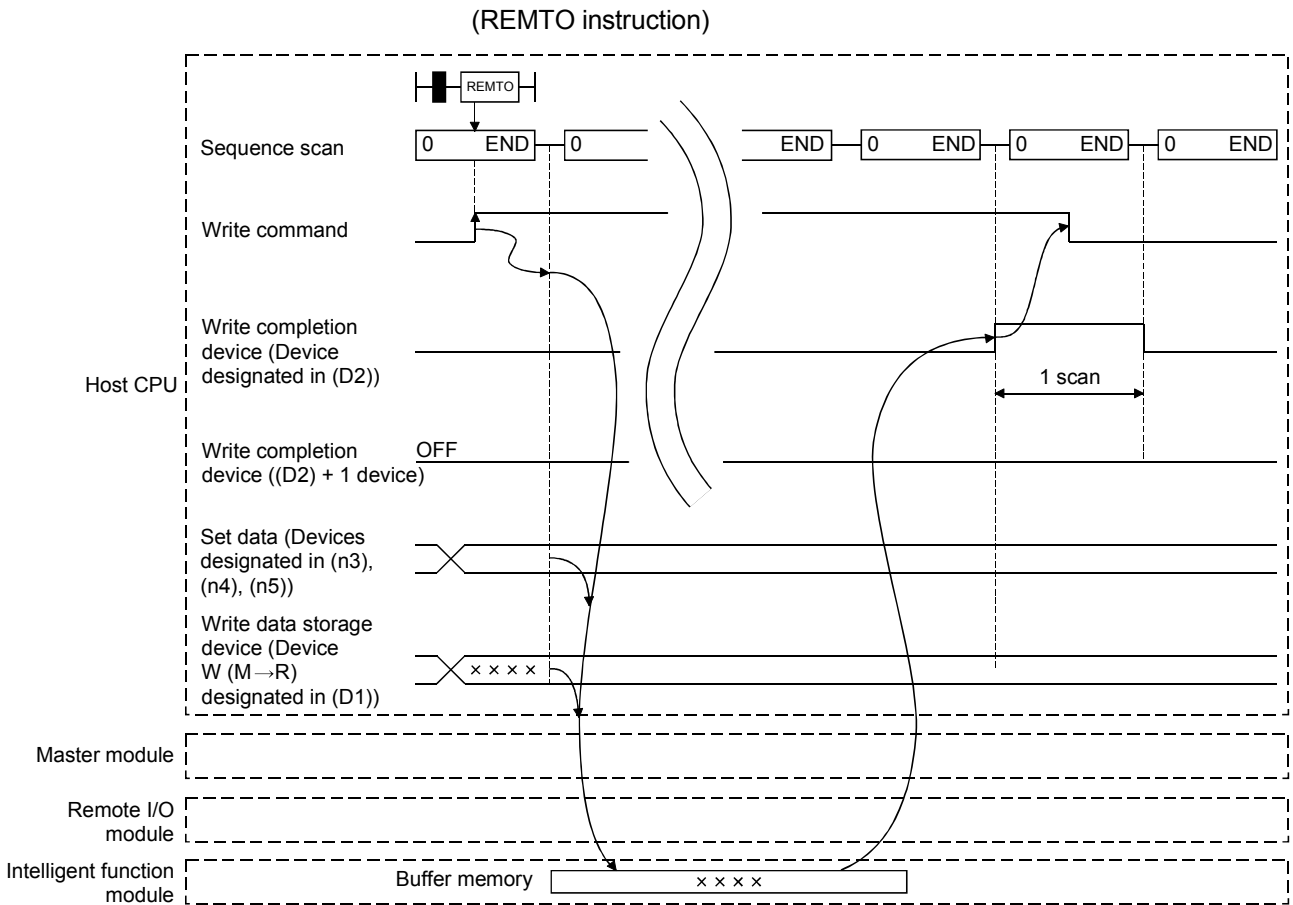 (REMTO instruction)
REMTO
Sequence scan
0 END 0 END 0 END 0 END 0 END
Write command
Write completion
device (Device
designated in (D2))
1 scan
Host CPU
Write completion
device ((D2) + 1 device)
OFF
Set data (Devices
designated in (n3),
(n4), (n5))
Write data storage
device (Device
W (M→R)
designated in (D1))
× × × ×
Master module
Remote I/O
module
Intelligent function
module
Buffer memory
× × × ×